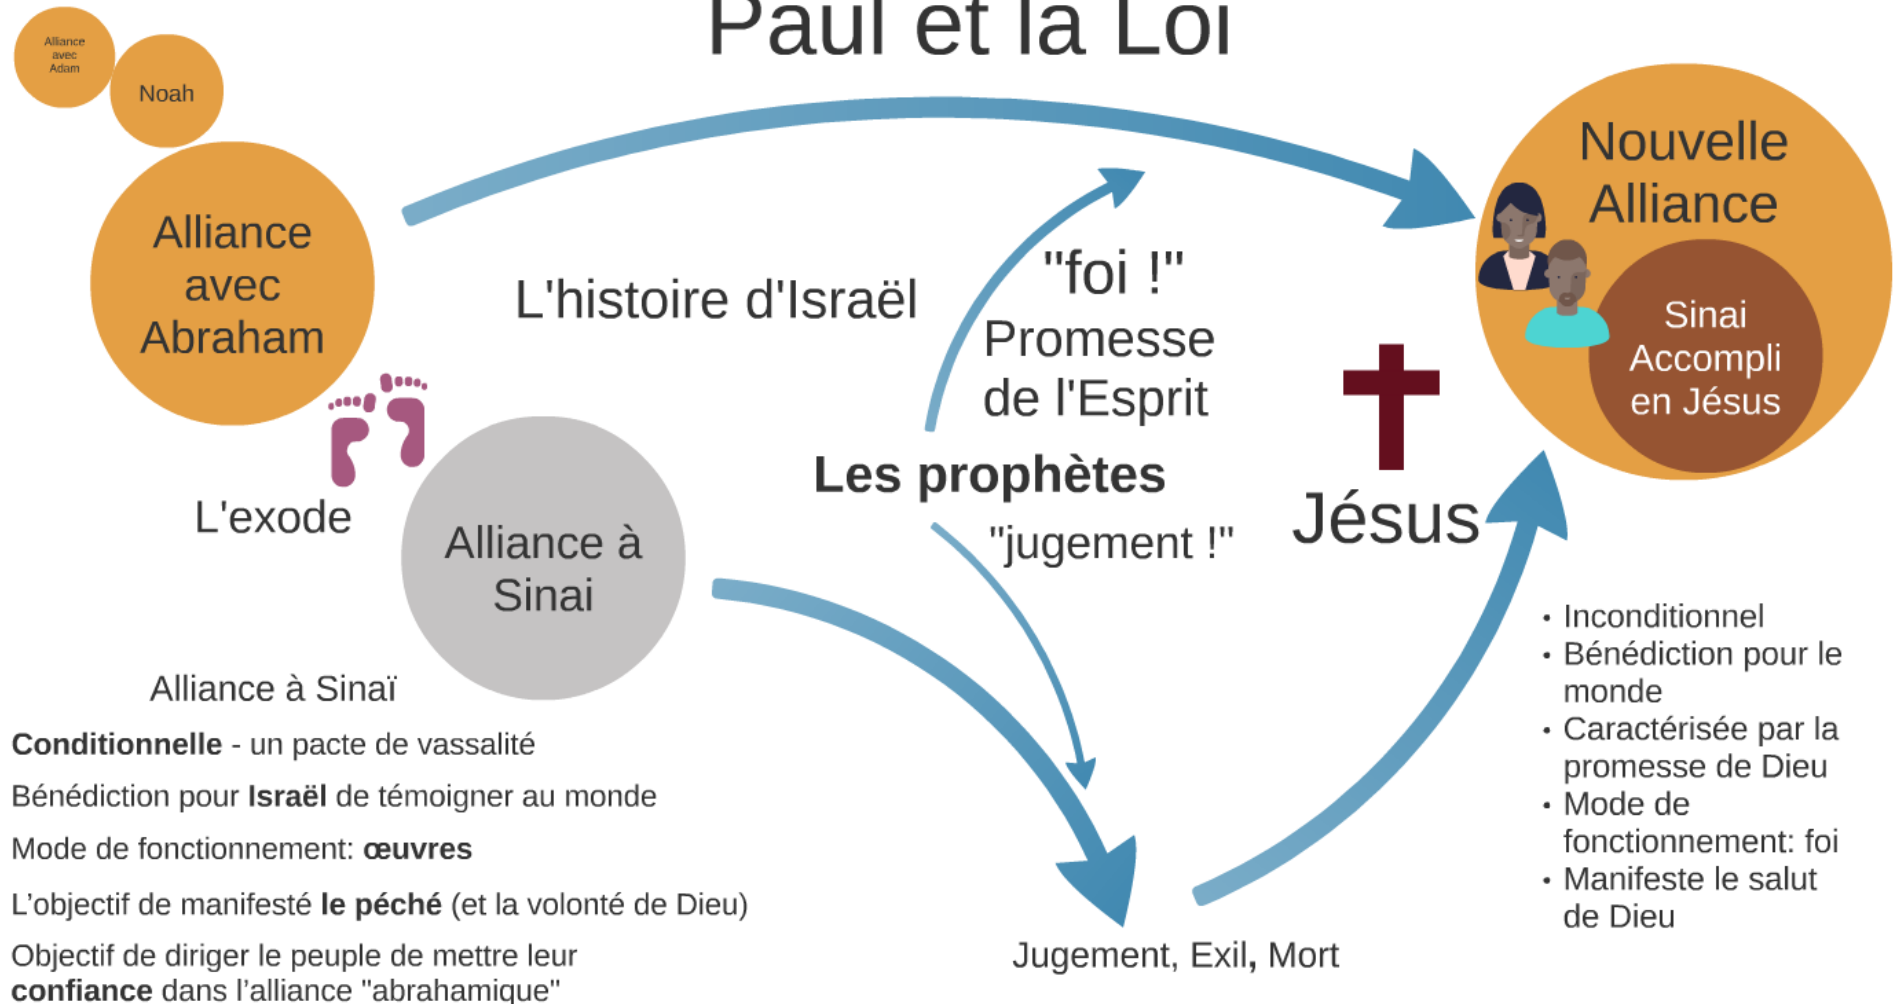 Paul et la Loi
Alliance
avec
Adam
Noah
Alliance
avec
Abraham
L'histoire d'Israël
"foi !"
Promesse
de l'Esprit
Les prophètes
"jugement !"
Jésus
Nouvelle
Alliance
Sinai
Accompli
en Jésus
L'exode
Alliance à
Sinai
Alliance à Sinaï
Conditionnelle - un pacte de vassalité
Bénédiction pour Israël de témoigner au monde
Mode de fonctionnement: œuvres
L’objectif de manifesté le péché (et la volonté de Dieu)
Objectif de diriger le peuple de mettre leur
confiance dans l’alliance "abrahamique"
Jugement, Exil, Mort
• Inconditionnel
• Bénédiction pour le
monde
• Caractérisée par la
promesse de Dieu
• Mode de
fonctionnement: foi
• Manifeste le salut
de Dieu